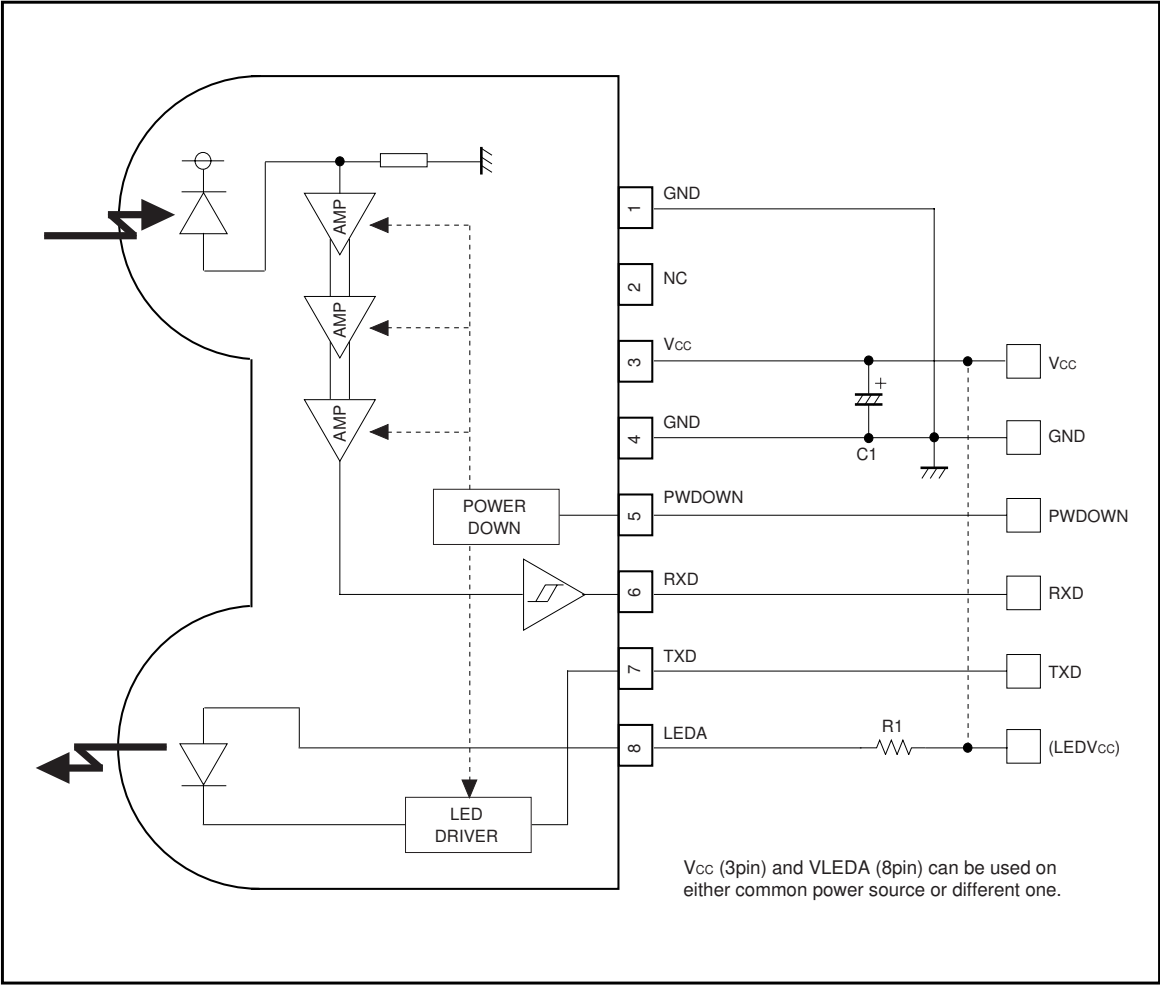 AMP
AMP
AMP
POWER
DOWN
LED
DRIVER
1
GND
2
NC
3
Vcc
4
GND
5
PWDOWN
6
RXD
7
TXD
8
LEDA
+
C1
R1
Vcc
GND
PWDOWN
RXD
TXD
(LEDVcc)
Vcc (3pin) and VLEDA (8pin) can be used on
either common power source or different one.